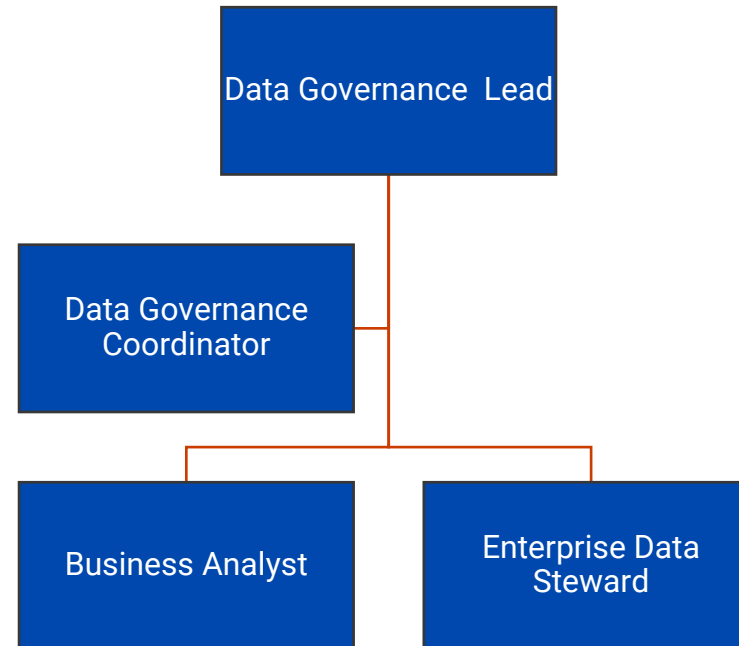 Data Governance  Lead
Data Governance
Coordinator
Business Analyst
Enterprise Data
Steward